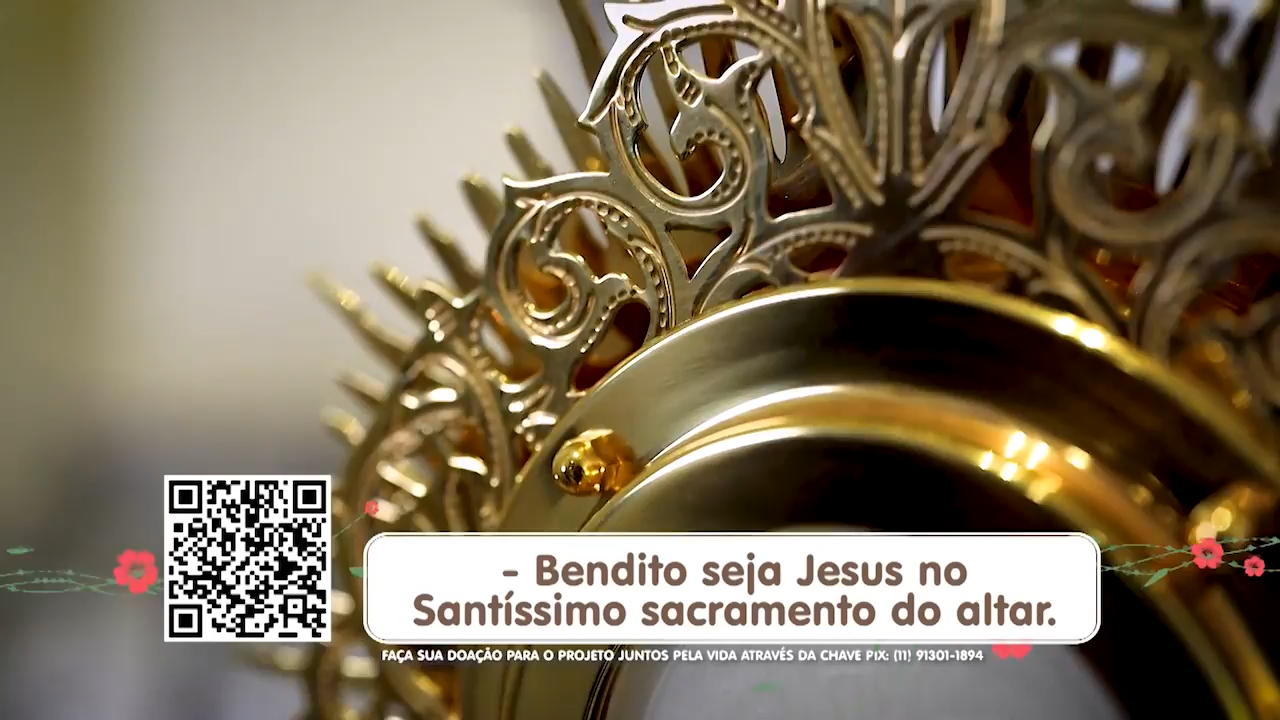 - Bendito seja Jesus no
Santíssimo sacramento do altar.
FAÇA SUA DOAÇÃO PARA O PROJETO JUNTOS PELA VIDA ATRAVÉS DA CHAVE PIX: (11) 91301-1894